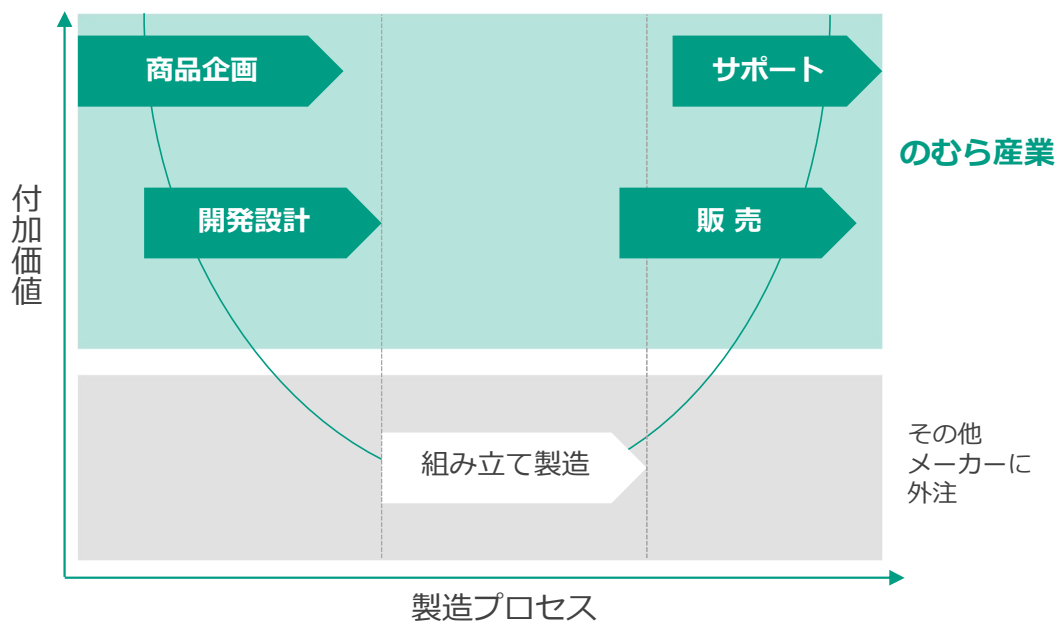 商品企画
サポート
のむら産業
開発設計
販 売
付加価値
組み立て製造
その他
メーカーに
外注
製造プロセス